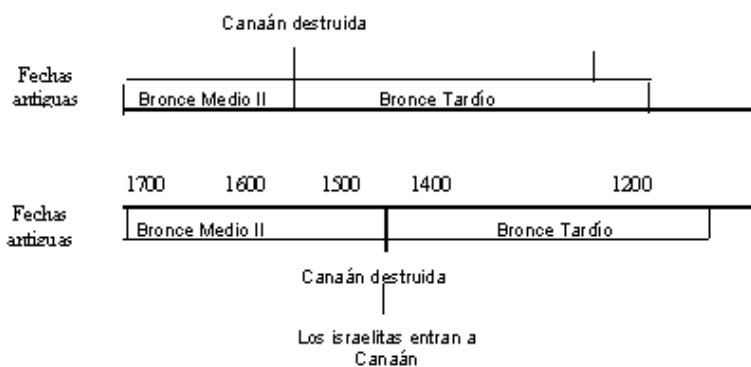 Canaán destruida
Fechas
antiguas
Bronce Medio II Bronce Tardío
1700 1600 1500 1400 1200
Fechas
antiguas
Bronce Medio II Bronce Tardío
Canaán destruida
Los israelitas entran a
Canaán